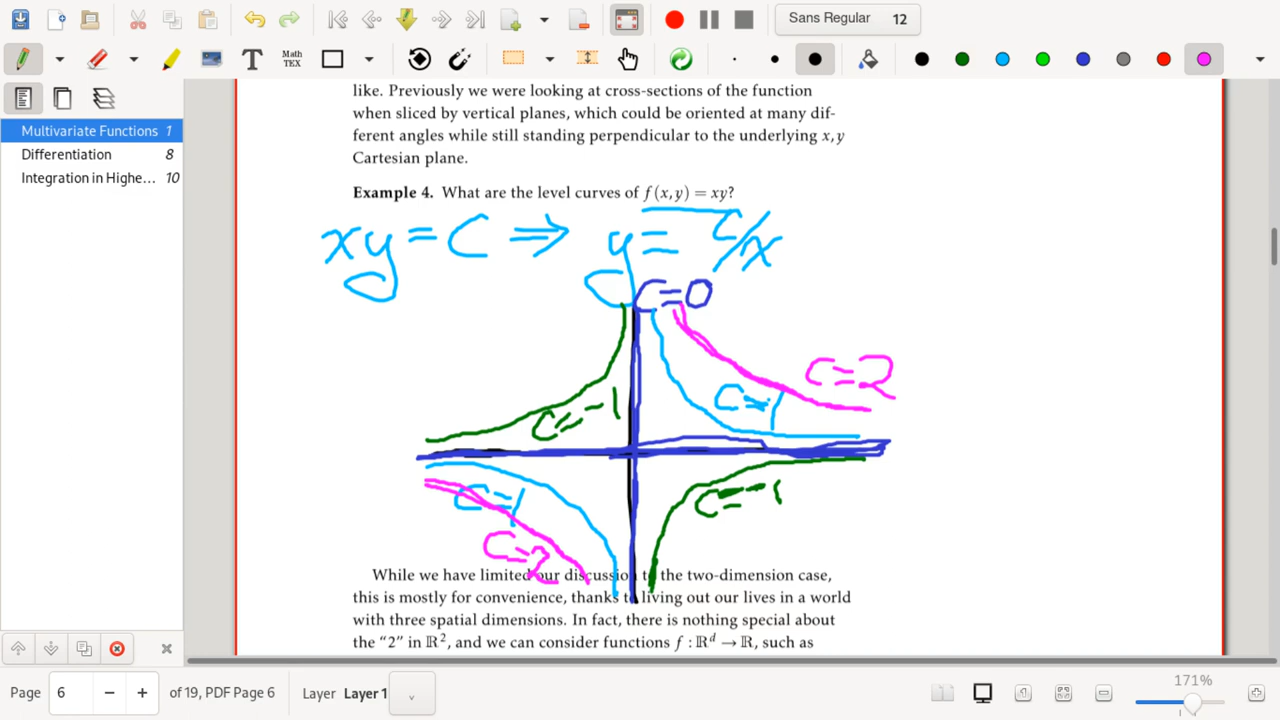 Sans Regular 12
T Math TEX
Multivariate Functions 1
Differentiation 8
Integration in Highe... 10
like. Previously we were looking at cross-sections of the function
when sliced by vertical planes, which could be oriented at many dif-
ferent angles while still standing perpendicular to the underlying x, y
Cartesian plane.
Example 4. What are the level curves of f(x, y) = xy?
xy = C ⇒ y = C/x
C=0
C=2
C=1
C=-1
C=1
C=-1
C=2
While we have limited our discussion to the two-dimension case,
this is mostly for convenience, thanks to living out our lives in a world
with three spatial dimensions. In fact, there is nothing special about
the “2” in ℝ², and we can consider functions f : ℝᵈ → ℝ, such as
Page 6 − + of 19, PDF Page 6 Layer Layer 1 171%